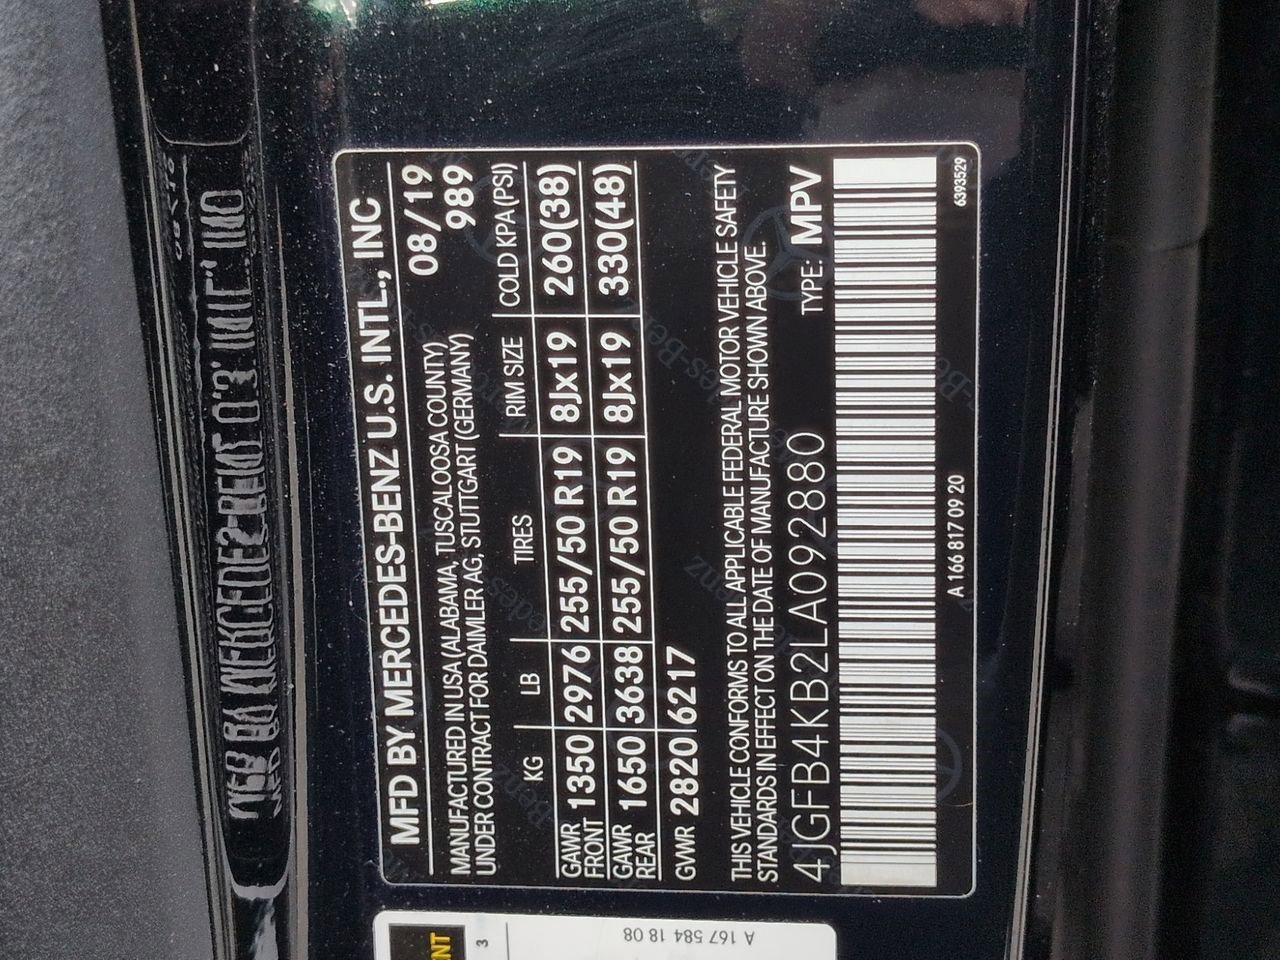 MFD BY MERCEDES-BENZ U.S. INTL., INC
08/19
MANUFACTURED IN USA (ALABAMA, TUSCALOOSA COUNTY) 989
UNDER CONTRACT FOR DAIMLER AG, STUTTGART (GERMANY)
KG LB TIRES RIM SIZE COLD KPA (PSI)
GAWR FRONT 1350 2976 255/50 R19 8Jx19 260(38)
GAWR REAR 1650 3638 255/50 R19 8Jx19 330(48)
GVWR 2820 6217
THIS VEHICLE CONFORMS TO ALL APPLICABLE FEDERAL MOTOR VEHICLE SAFETY
STANDARDS IN EFFECT ON THE DATE OF MANUFACTURE SHOWN ABOVE.
4JGFB4KB2LA092880 TYPE: MPV
A 166 817 09 20 6393529
3
A 167 584 18 08